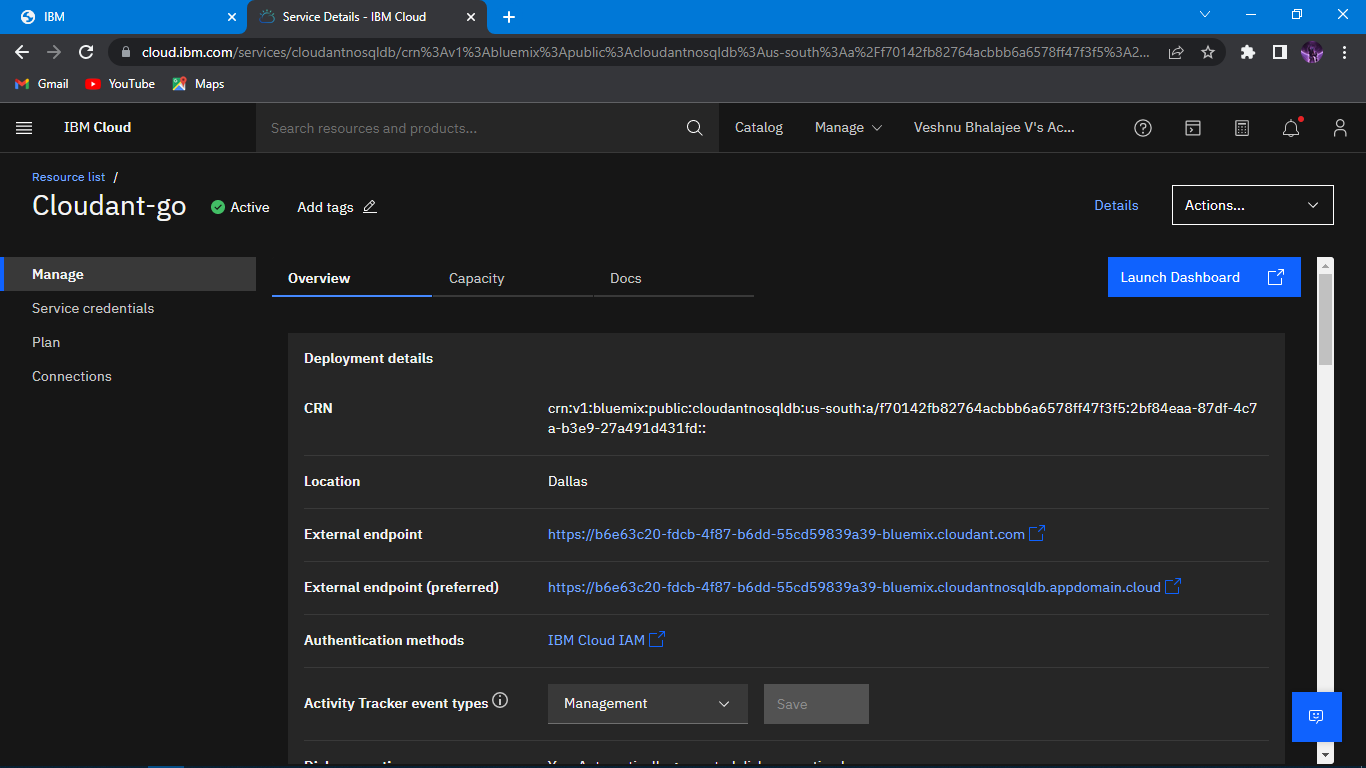 IBM
Service Details - IBM Cloud
cloud.ibm.com/services/cloudantnosqldb/crn%3Av1%3Abluemix%3Apublic%3Acloudantnosqldb%3Aus-south%3Aa%2Ff70142fb82764acbbb6a6578ff47f3f5%3A2...
Gmail
YouTube
Maps
IBM Cloud
Search resources and products...
Catalog
Manage
Veshnu Bhalajee V's Ac...
Resource list /
Cloudant-go
Active
Add tags
Details
Actions...
Manage
Service credentials
Plan
Connections
Overview
Capacity
Docs
Launch Dashboard
Deployment details
CRN
crn:v1:bluemix:public:cloudantnosqldb:us-south:a/f70142fb82764acbbb6a6578ff47f3f5:2bf84eaa-87df-4c7
a-b3e9-27a491d431fd::
Location
Dallas
External endpoint
https://b6e63c20-fdcb-4f87-b6dd-55cd59839a39-bluemix.cloudant.com
External endpoint (preferred)
https://b6e63c20-fdcb-4f87-b6dd-55cd59839a39-bluemix.cloudantnosqldb.appdomain.cloud
Authentication methods
IBM Cloud IAM
Activity Tracker event types
Management
Save